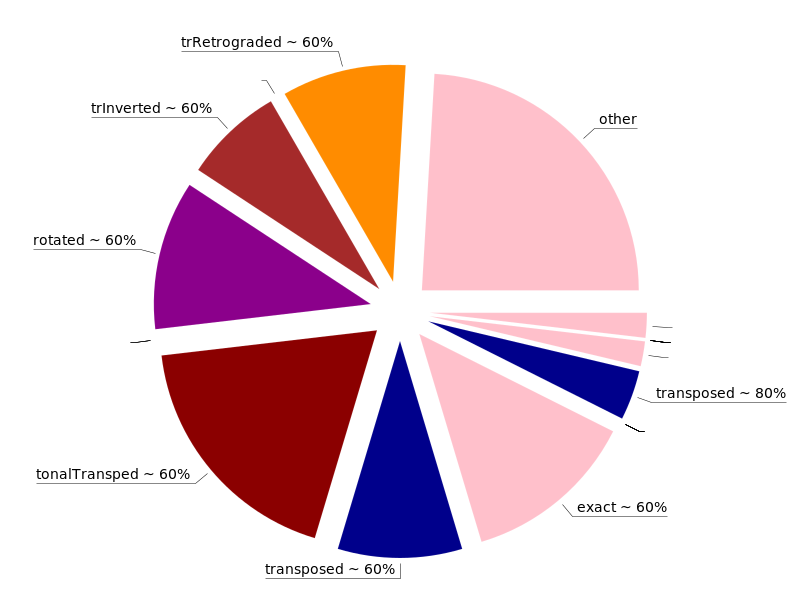 trRetrograded ~ 60%
trInverted ~ 60%
other
rotated ~ 60%
transposed ~ 80%
tonalTransped ~ 60%
exact ~ 60%
transposed ~ 60%